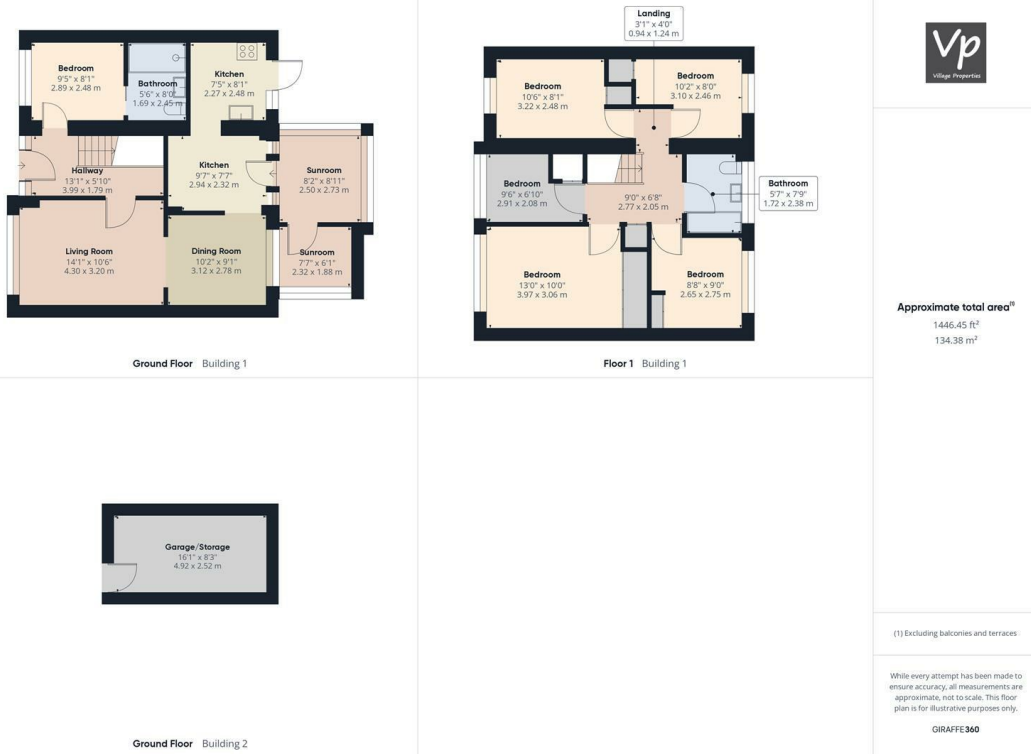 Bedroom
9'5" x 8'1"
2.89 x 2.48 m
Bathroom
5'6" x 8'0"
1.69 x 2.45 m
Kitchen
7'5" x 8'1"
2.27 x 2.48 m
Hallway
13'1" x 5'10"
3.99 x 1.79 m
Kitchen
9'7" x 7'7"
2.94 x 2.32 m
Sunroom
8'2" x 8'11"
2.50 x 2.73 m
Living Room
14'1" x 10'6"
4.30 x 3.20 m
Dining Room
10'2" x 9'1"
3.12 x 2.78 m
Sunroom
7'7" x 6'1"
2.32 x 1.88 m
Ground Floor Building 1
Landing
3'1" x 4'0"
0.94 x 1.24 m
Bedroom
10'6" x 8'1"
3.22 x 2.48 m
Bedroom
10'2" x 8'0"
3.10 x 2.46 m
Bedroom
9'6" x 6'10"
2.91 x 2.08 m
9'0" x 6'8"
2.77 x 2.05 m
Bathroom
5'7" x 7'9"
1.72 x 2.38 m
Bedroom
13'0" x 10'0"
3.97 x 3.06 m
Bedroom
8'8" x 9'0"
2.65 x 2.75 m
Floor 1 Building 1
Garage/Storage
16'1" x 8'3"
4.92 x 2.52 m
Ground Floor Building 2
Vp
Village Properties
Approximate total area(1)
1446.45 ft²
134.38 m²
(1) Excluding balconies and terraces
While every attempt has been made to
ensure accuracy, all measurements are
approximate, not to scale. This floor
plan is for illustrative purposes only.
GIRAFFE360